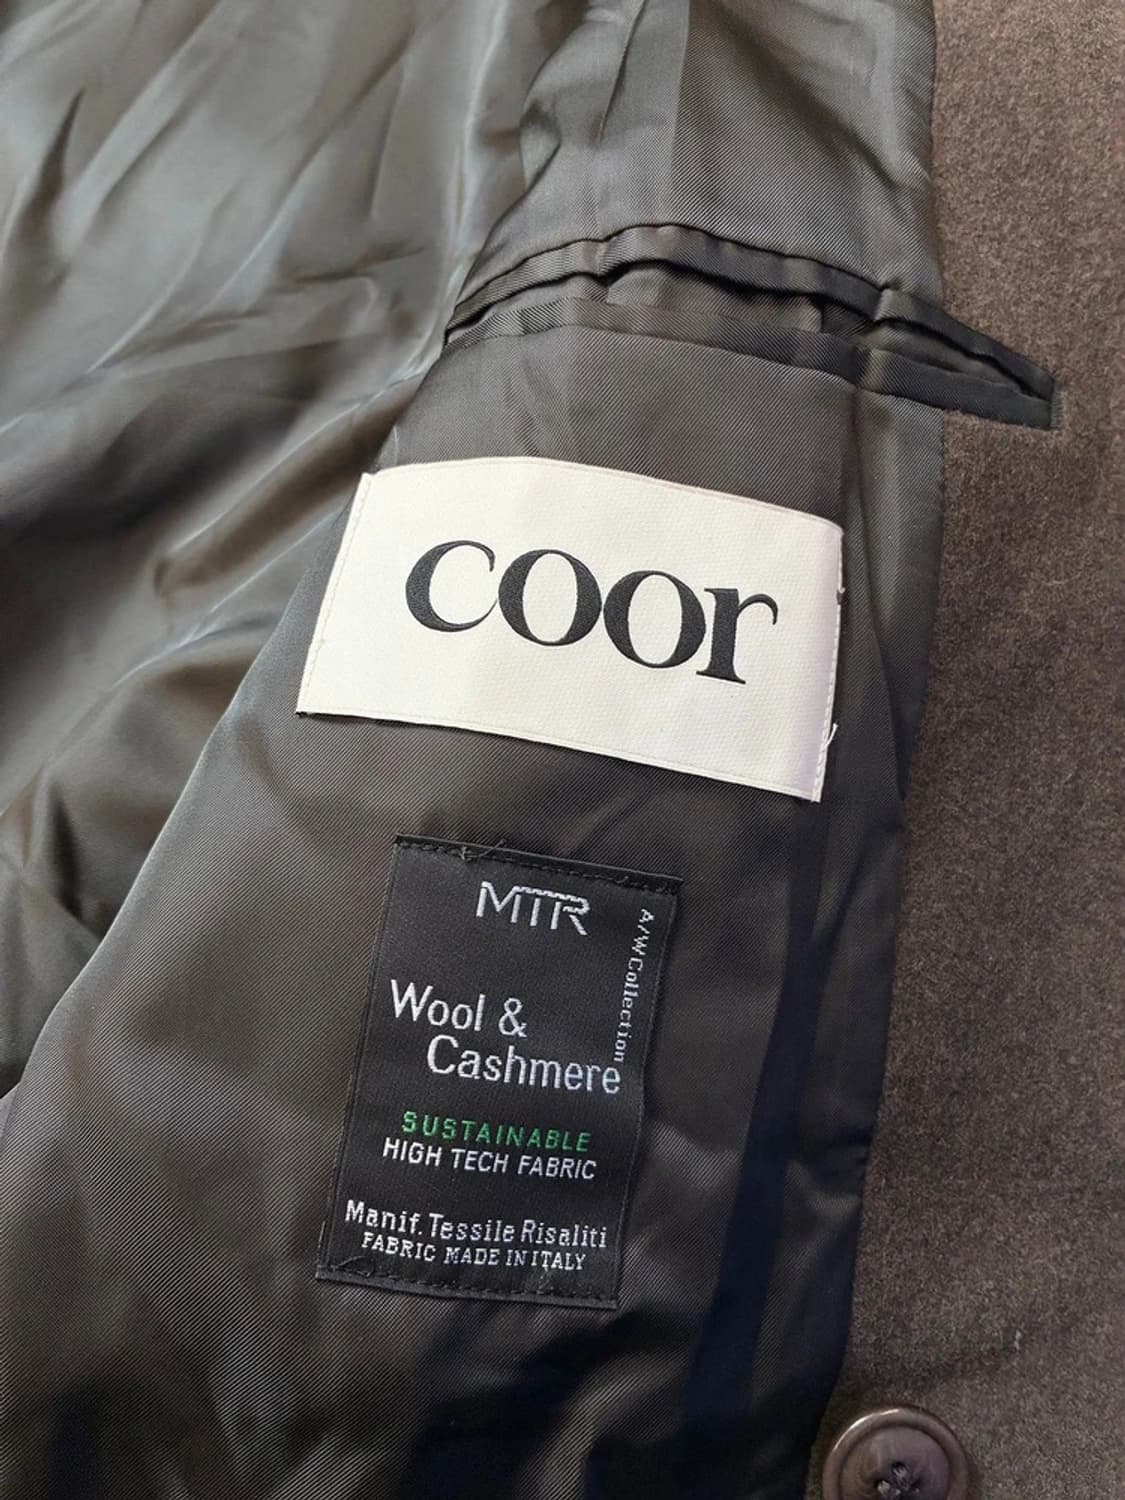 coor
MTR
A/W Collection
Wool &
Cashmere
SUSTAINABLE
HIGH TECH FABRIC
Manif. Tessile Risaliti
FABRIC MADE IN ITALY